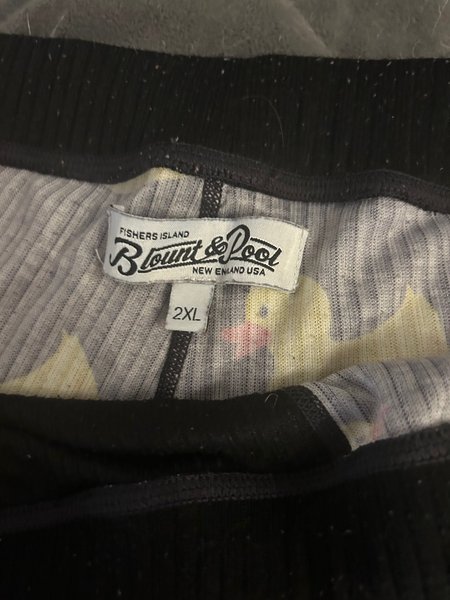 FISHERS ISLAND
Blount & Pool
NEW ENGLAND USA
2XL